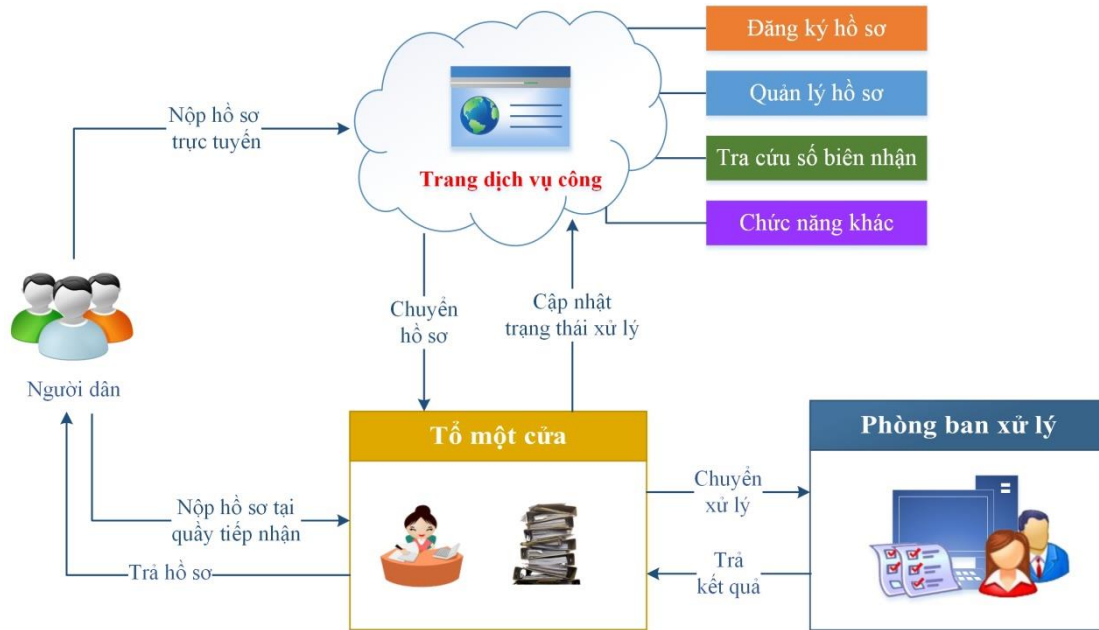 Đăng ký hồ sơ
Quản lý hồ sơ
Tra cứu số biên nhận
Chức năng khác
Trang dịch vụ công
Nộp hồ sơ
trực tuyến
Chuyển
hồ sơ
Cập nhật
trạng thái xử lý
Người dân
Tổ một cửa
Phòng ban xử lý
Nộp hồ sơ tại
quầy tiếp nhận
Trả hồ sơ
Chuyển
xử lý
Trả
kết quả